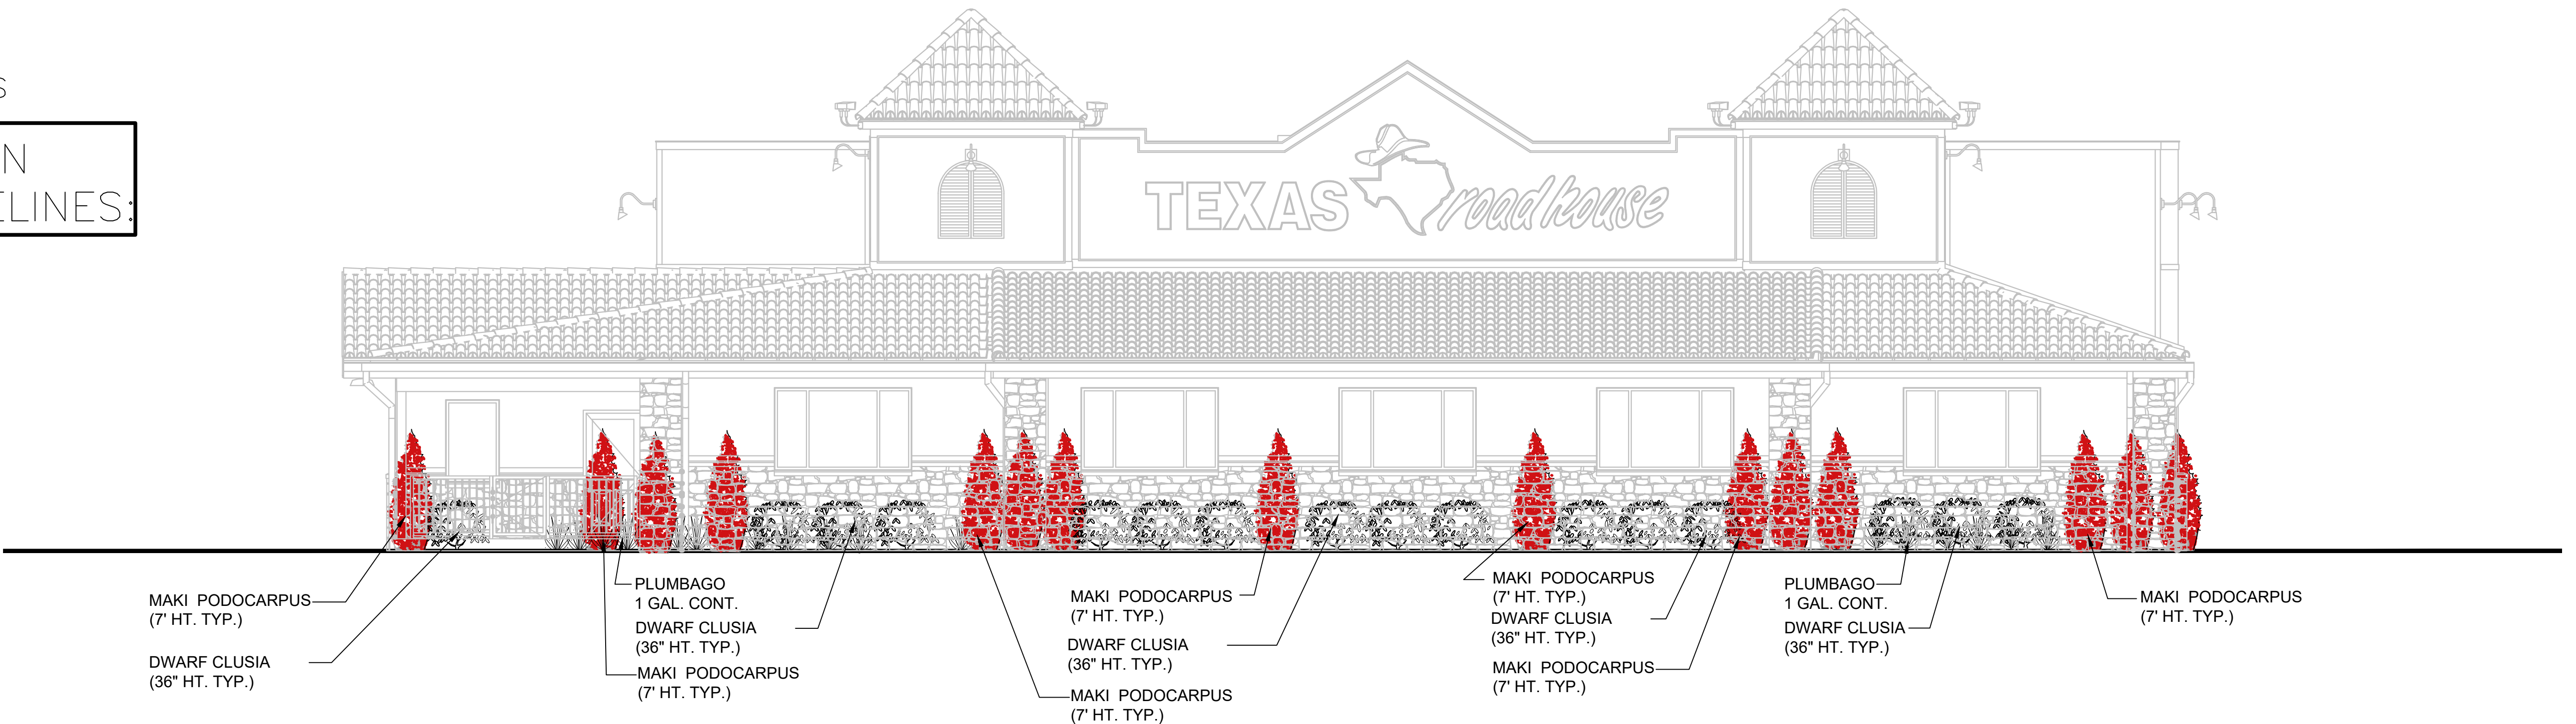 S
N
ELINES:
TEXAS roadhouse
MAKI PODOCARPUS
(7' HT. TYP.)
DWARF CLUSIA
(36" HT. TYP.)
PLUMBAGO
1 GAL. CONT.
DWARF CLUSIA
(36" HT. TYP.)
MAKI PODOCARPUS
(7' HT. TYP.)
MAKI PODOCARPUS
(7' HT. TYP.)
DWARF CLUSIA
(36" HT. TYP.)
MAKI PODOCARPUS
(7' HT. TYP.)
MAKI PODOCARPUS
(7' HT. TYP.)
DWARF CLUSIA
(36" HT. TYP.)
MAKI PODOCARPUS
(7' HT. TYP.)
PLUMBAGO
1 GAL. CONT.
DWARF CLUSIA
(36" HT. TYP.)
MAKI PODOCARPUS
(7' HT. TYP.)